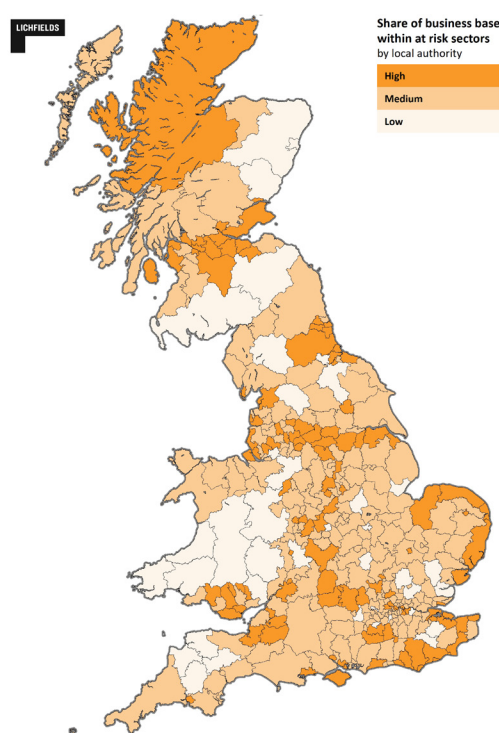 LICHFIELDS
Share of business base
within at risk sectors
by local authority
High
Medium
Low